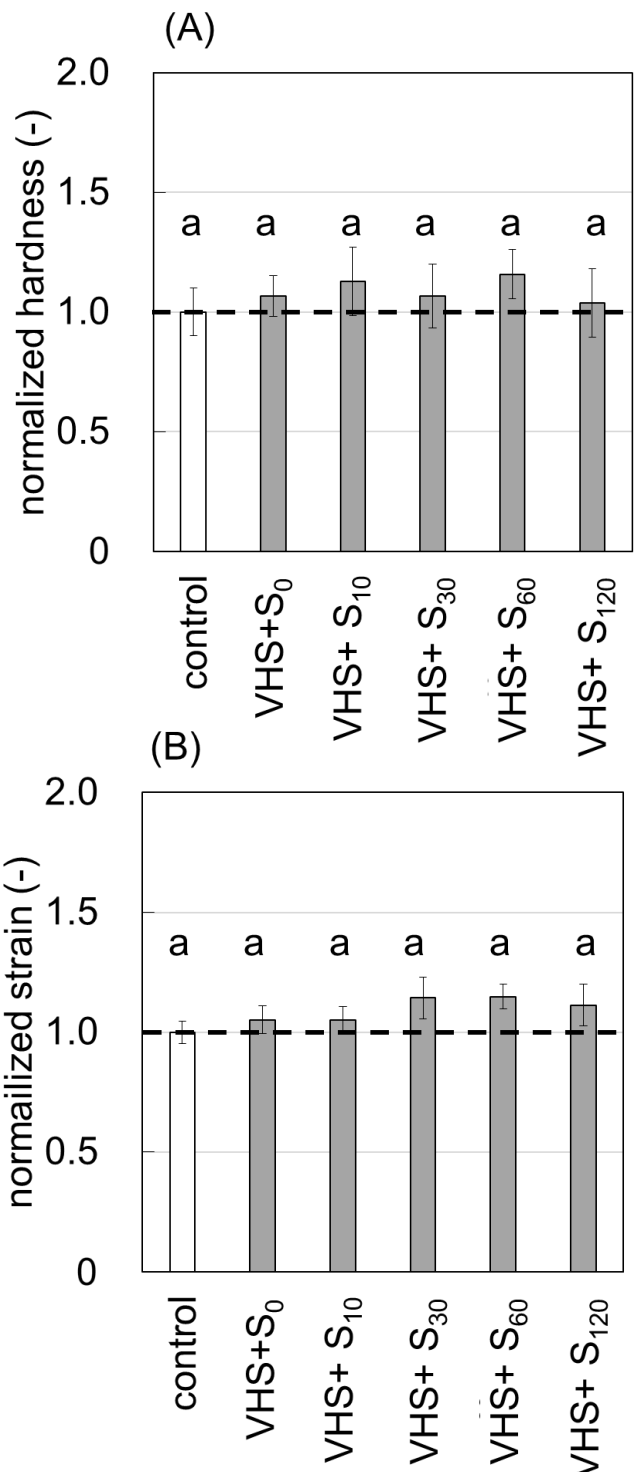 (A)
normalized hardness (-)
2.0
1.5
1.0
0.5
0
a a a a a a
control
VHS+S0
VHS+ S10
VHS+ S30
VHS+ S60
VHS+ S120
(B)
normailized strain (-)
2.0
1.5
1.0
0.5
0
a a a a a a
control
VHS+S0
VHS+ S10
VHS+ S30
VHS+ S60
VHS+ S120